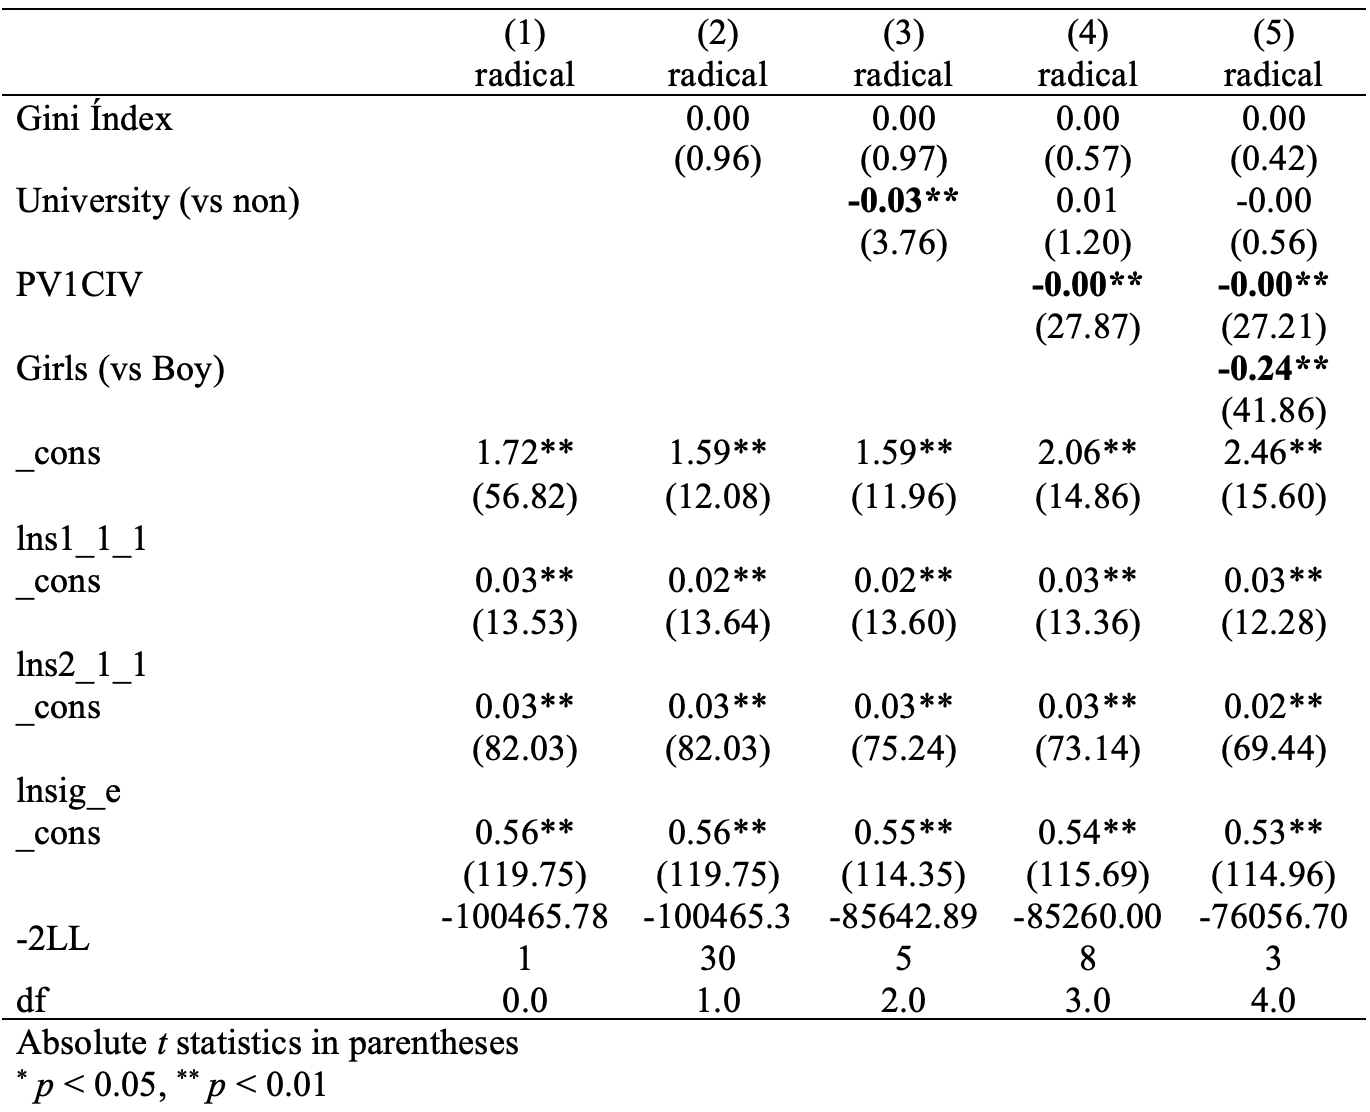 (1) (2) (3) (4) (5)
radical radical radical radical radical
Gini Índex 0.00 0.00 0.00 0.00
(0.96) (0.97) (0.57) (0.42)
University (vs non) -0.03** 0.01 -0.00
(3.76) (1.20) (0.56)
PV1CIV -0.00** -0.00**
(27.87) (27.21)
Girls (vs Boy) -0.24**
(41.86)
_cons 1.72** 1.59** 1.59** 2.06** 2.46**
(56.82) (12.08) (11.96) (14.86) (15.60)
lns1_1_1
_cons 0.03** 0.02** 0.02** 0.03** 0.03**
(13.53) (13.64) (13.60) (13.36) (12.28)
lns2_1_1
_cons 0.03** 0.03** 0.03** 0.03** 0.02**
(82.03) (82.03) (75.24) (73.14) (69.44)
lnsig_e
_cons 0.56** 0.56** 0.55** 0.54** 0.53**
(119.75) (119.75) (114.35) (115.69) (114.96)
-100465.78 -100465.3 -85642.89 -85260.00 -76056.70
-2LL
1 30 5 8 3
df 0.0 1.0 2.0 3.0 4.0
Absolute t statistics in parentheses
* p < 0.05, ** p < 0.01